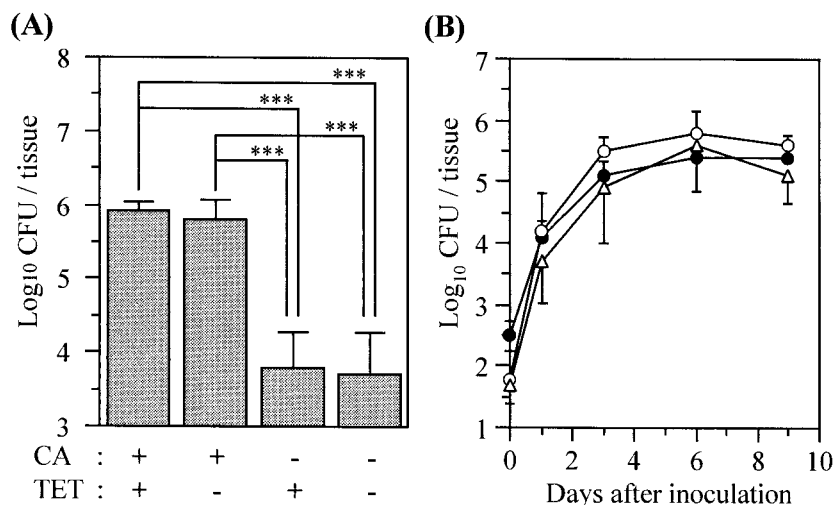 (A)
Log10 CFU / tissue
8
7
6
5
4
3
***
***
***
***
CA : + + - -
TET : + - + -
(B)
Log10 CFU / tissue
7
6
5
4
3
2
1
0 2 4 6 8 10
Days after inoculation